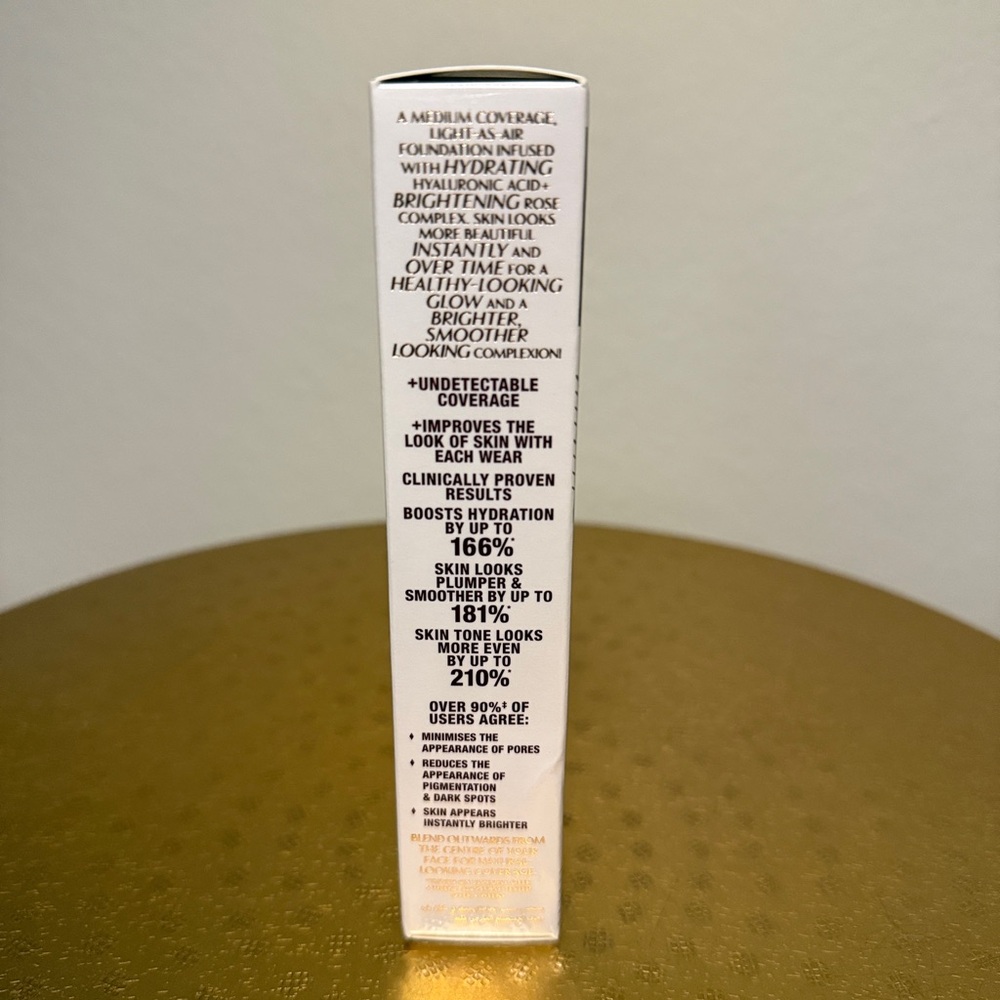 A MEDIUM COVERAGE,
LIGHT-AS-AIR
FOUNDATION INFUSED
WITH HYDRATING
HYALURONIC ACID+
BRIGHTENING ROSE
COMPLEX. SKIN LOOKS
MORE BEAUTIFUL
INSTANTLY AND
OVER TIME FOR A
HEALTHY-LOOKING
GLOW AND A
BRIGHTER,
SMOOTHER
LOOKING COMPLEXION!
+UNDETECTABLE
COVERAGE
+IMPROVES THE
LOOK OF SKIN WITH
EACH WEAR
CLINICALLY PROVEN
RESULTS
BOOSTS HYDRATION
BY UP TO
166%*
SKIN LOOKS
PLUMPER &
SMOOTHER BY UP TO
181%*
SKIN TONE LOOKS
MORE EVEN
BY UP TO
210%*
OVER 90%‡ OF
USERS AGREE:
♦ MINIMISES THE
APPEARANCE OF PORES
♦ REDUCES THE
APPEARANCE OF
PIGMENTATION
& DARK SPOTS
♦ SKIN APPEARS
INSTANTLY BRIGHTER
BLEND OUTWARDS FROM
THE CENTRE OF YOUR
FACE FOR NATURAL-
LOOKING COVERAGE.